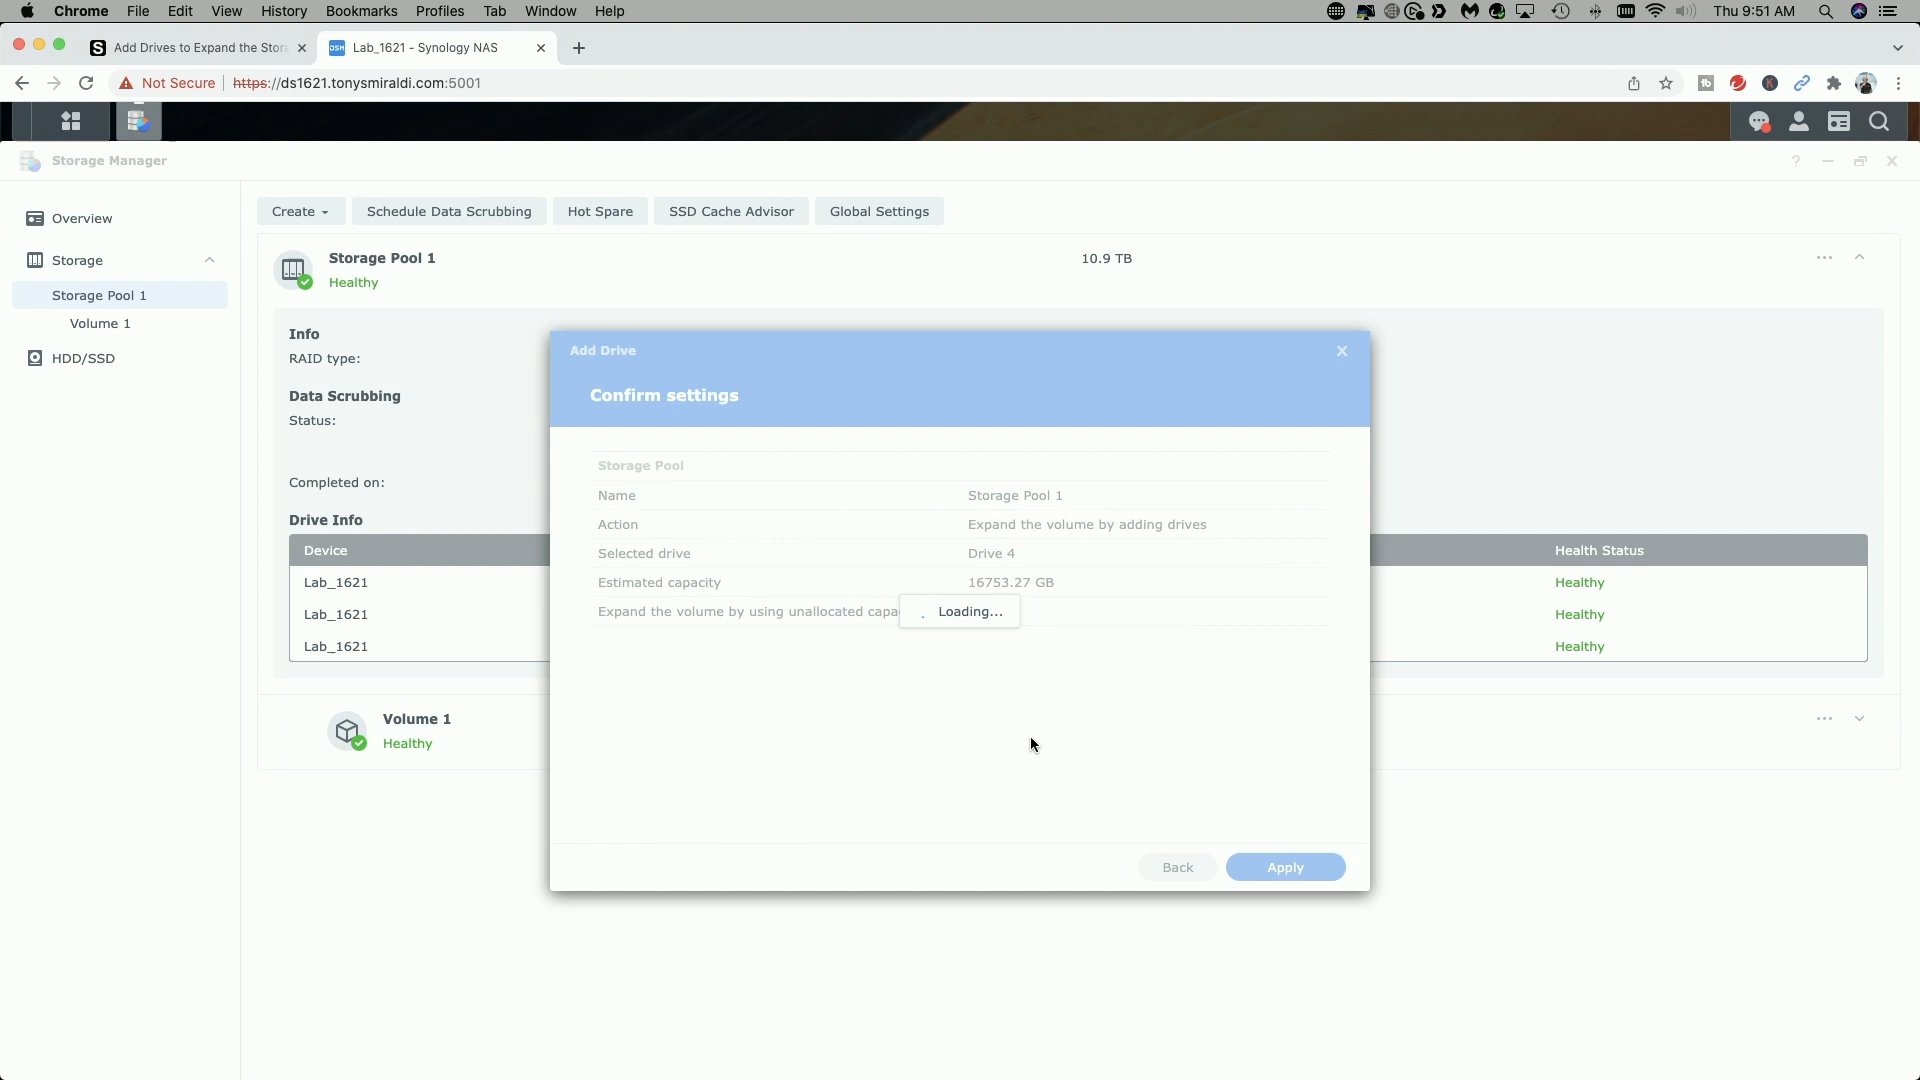 Chrome File Edit View History Bookmarks Profiles Tab Window Help Thu 9:51 AM
Add Drives to Expand the Stora
DSM Lab_1621 - Synology NAS
Not Secure https://ds1621.tonysmiraldi.com:5001
Storage Manager
Overview
Storage
Storage Pool 1
Volume 1
HDD/SSD
Create Schedule Data Scrubbing Hot Spare SSD Cache Advisor Global Settings
Storage Pool 1 10.9 TB
Healthy
Info
RAID type:
Data Scrubbing
Status:
Completed on:
Drive Info
Device Health Status
Lab_1621 Healthy
Lab_1621 Healthy
Lab_1621 Healthy
Volume 1
Healthy
Add Drive
Confirm settings
Storage Pool
Name Storage Pool 1
Action Expand the volume by adding drives
Selected drive Drive 4
Estimated capacity 16753.27 GB
Expand the volume by using unallocated capa
Loading...
Back Apply